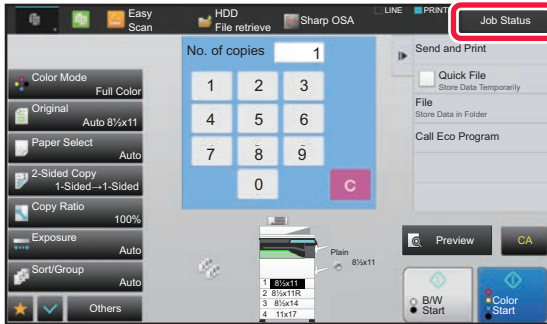 Easy
Scan
HDD
File retrieve
Sharp OSA
LINE
PRINT
Job Status
No. of copies
1
Color Mode
Full Color
Original
Auto 8½x11
Paper Select
Auto
2-Sided Copy
1-Sided→1-Sided
Copy Ratio
100%
Exposure
Auto
Sort/Group
Auto
Others
1 2 3
4 5 6
7 8 9
0 C
Plain
8½x11
1 8½x11
2 8½x11R
3 8½x14
4 11x17
Send and Print
Quick File
Store Data Temporarily
File
Store Data in Folder
Call Eco Program
Preview
CA
B/W
Start
Color
Start